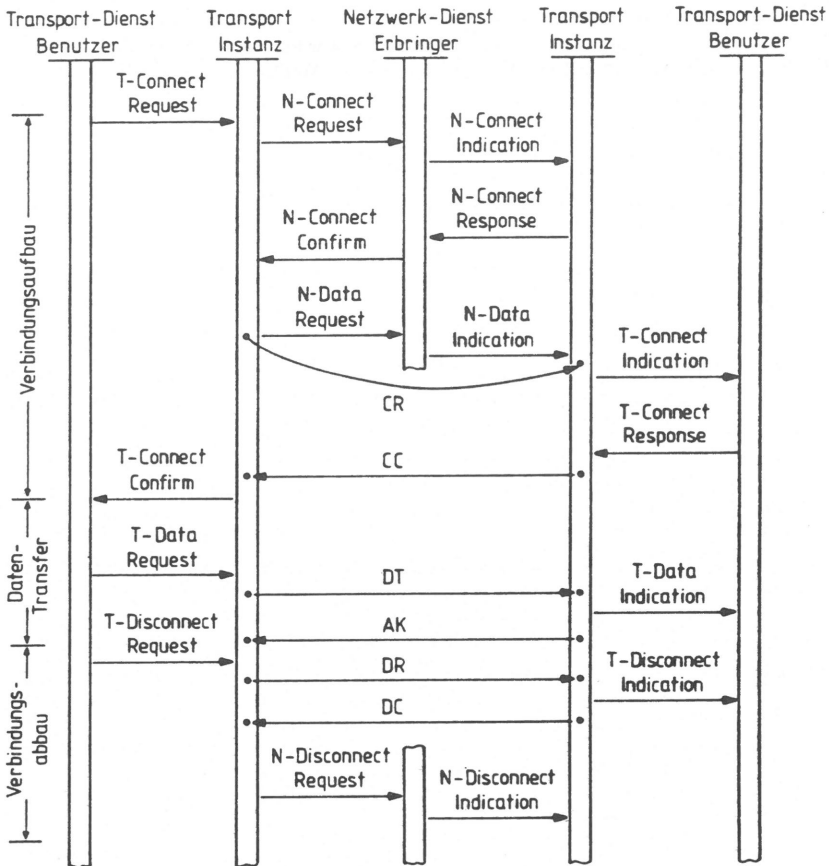 Transport-Dienst
Benutzer
Transport
Instanz
Netzwerk-Dienst
Erbringer
Transport
Instanz
Transport-Dienst
Benutzer
T-Connect
Request
N-Connect
Request
N-Connect
Indication
N-Connect
Response
N-Connect
Confirm
N-Data
Request
N-Data
Indication
T-Connect
Indication
CR
T-Connect
Response
CC
T-Connect
Confirm
T-Data
Request
DT
T-Data
Indication
AK
T-Disconnect
Request
DR
T-Disconnect
Indication
DC
N-Disconnect
Request
N-Disconnect
Indication
Verbindungsaufbau
Daten-
Transfer
Verbindungs-
abbau